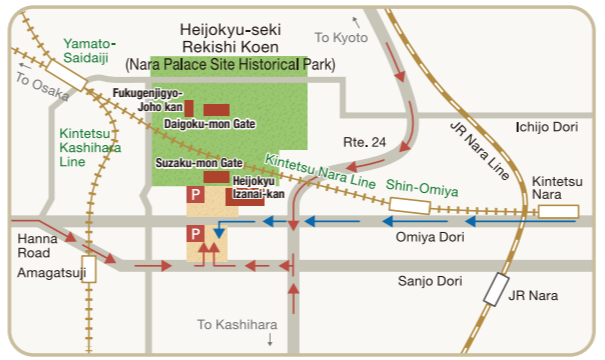 Heijokyu-seki
Rekishi Koen
(Nara Palace Site Historical Park)
To Kyoto
Yamato-
Saidaiji
To Osaka
Fukugenjigyo-
Joho kan
Daigoku-mon Gate
Ichijo Dori
Kintetsu
Kashihara
Line
Rte. 24
JR Nara Line
Suzaku-mon Gate
Kintetsu Nara Line
Shin-Omiya
Kintetsu
Nara
Heijokyu
Izanai-kan
P
P
Omiya Dori
Hanna
Road
Amagatsuji
Sanjo Dori
JR Nara
To Kashihara